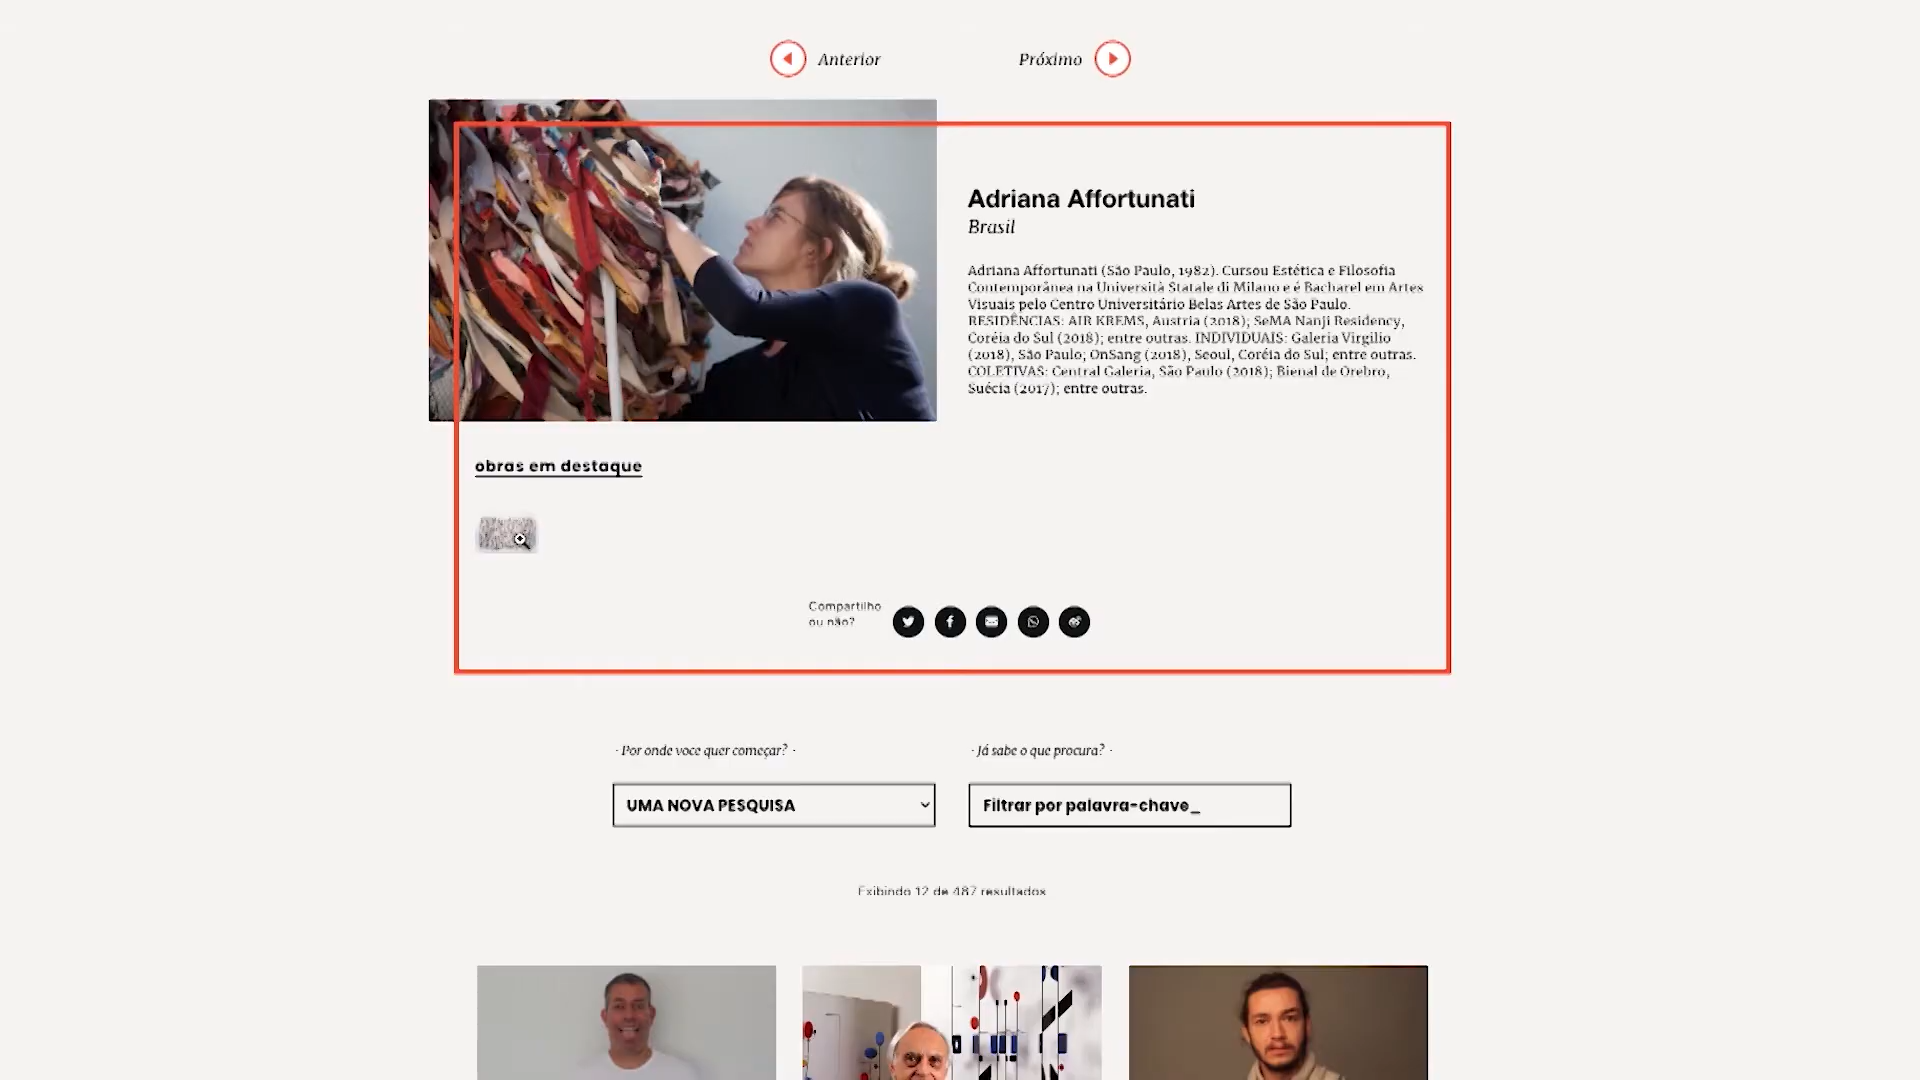 Anterior
Próximo
Adriana Affortunati
Brasil
Adriana Affortunati (São Paulo, 1982). Cursou Estética e Filosofia
Contemporânea na Università Statale di Milano e é Bacharel em Artes
Visuais pelo Centro Universitário Belas Artes de São Paulo.
RESIDÊNCIAS: AIR KREMS, Austria (2018); SeMA Nanji Residency,
Coréia do Sul (2018); entre outras. INDIVIDUAIS: Galeria Virgilio
(2018), São Paulo; OnSang (2018), Seoul, Coréia do Sul; entre outras.
COLETIVAS: Central Galeria, São Paulo (2018); Bienal de Orebro,
Suécia (2017); entre outras.
obras em destaque
Compartilho
ou não?
· Por onde voce quer começar? ·
· Já sabe o que procura? ·
UMA NOVA PESQUISA
Filtrar por palavra-chave_
Exibindo 12 de 487 resultados